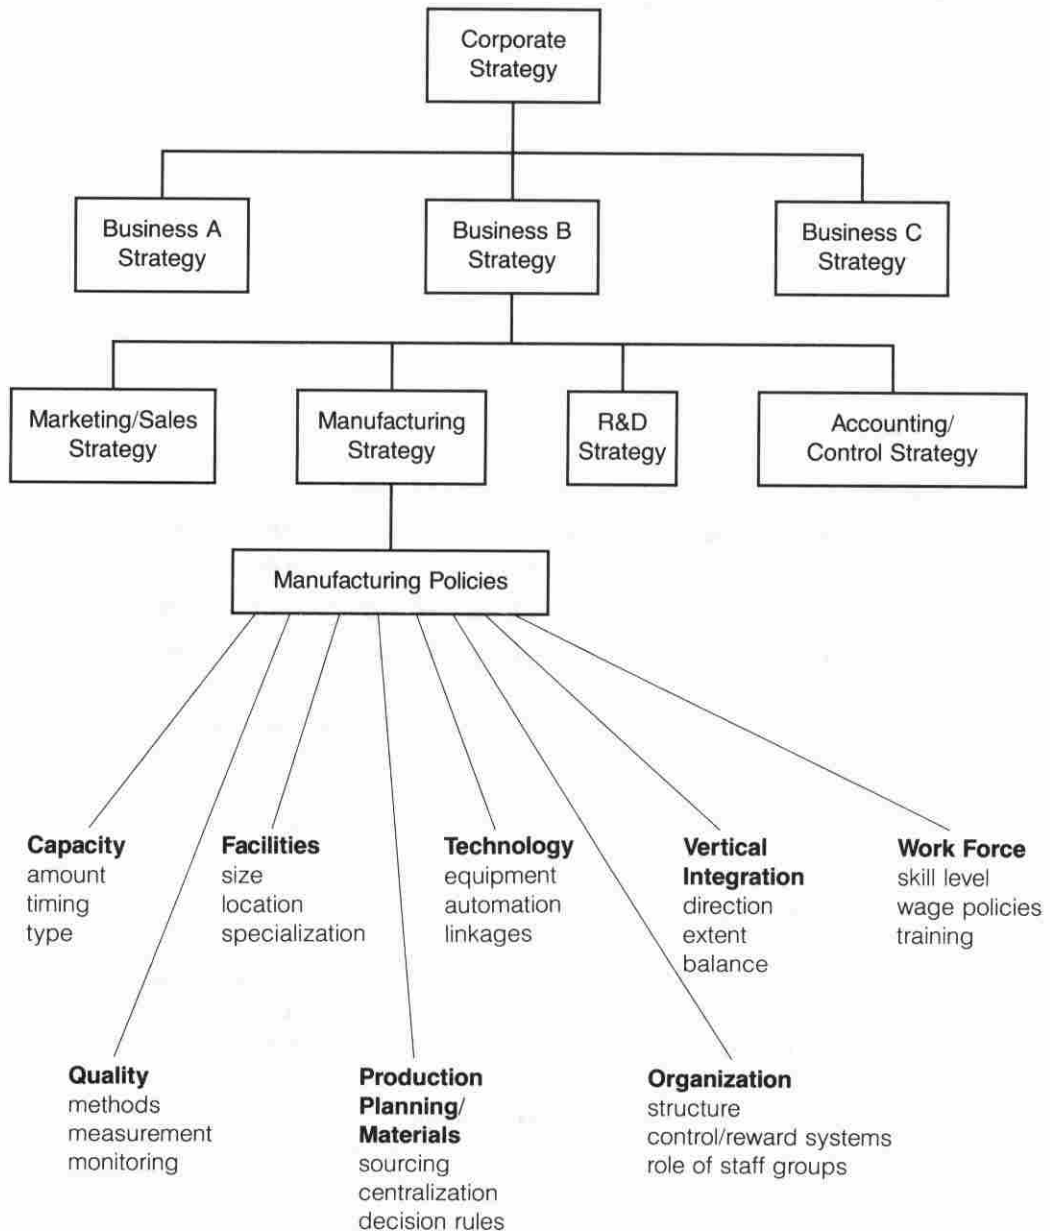 Corporate
Strategy
Business A
Strategy
Business B
Strategy
Business C
Strategy
Marketing/Sales
Strategy
Manufacturing
Strategy
R&D
Strategy
Accounting/
Control Strategy
Manufacturing Policies
Capacity
amount
timing
type
Facilities
size
location
specialization
Technology
equipment
automation
linkages
Vertical
Integration
direction
extent
balance
Work Force
skill level
wage policies
training
Quality
methods
measurement
monitoring
Production
Planning/
Materials
sourcing
centralization
decision rules
Organization
structure
control/reward systems
role of staff groups